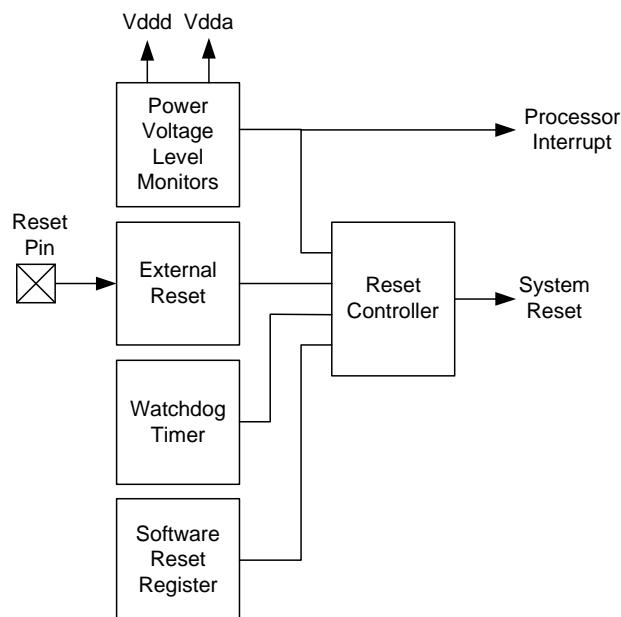 Vddd Vdda
Power
Voltage
Level
Monitors
Processor
Interrupt
Reset
Pin
External
Reset
Reset
Controller
System
Reset
Watchdog
Timer
Software
Reset
Register